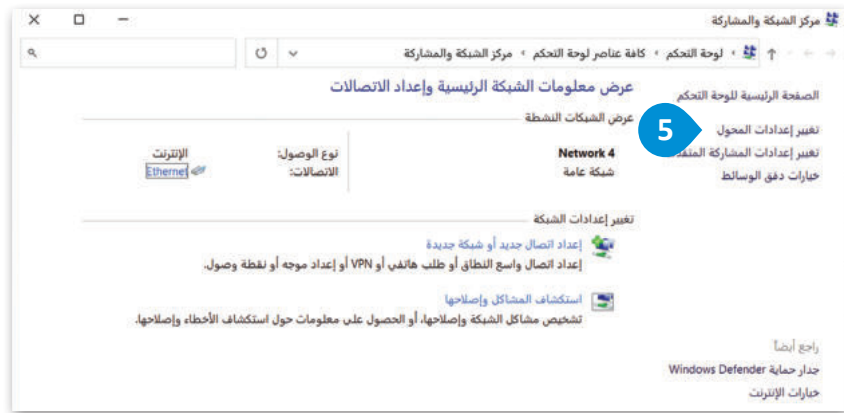 مركز الشبكة والمشاركة
لوحة التحكم › كافة عناصر لوحة التحكم › مركز الشبكة والمشاركة
الصفحة الرئيسية للوحة التحكم
تغيير إعدادات المحول
5
تغيير إعدادات المشاركة
خيارات دفق الوسائط
عرض معلومات الشبكة الرئيسية وإعداد الاتصالات
عرض الشبكات النشطة
Network 4
شبكة عامة
نوع الوصول: الإنترنت
الاتصالات: Ethernet
تغيير إعدادات الشبكة
إعداد اتصال جديد أو شبكة جديدة
إعداد اتصال واسع النطاق أو طلب هاتفي أو VPN أو إعداد موجه أو نقطة وصول.
استكشاف المشاكل وإصلاحها
تشخيص مشاكل الشبكة وإصلاحها، أو الحصول على معلومات حول استكشاف الأخطاء وإصلاحها.
راجع أيضاً
جدار حماية Windows Defender
خيارات الإنترنت